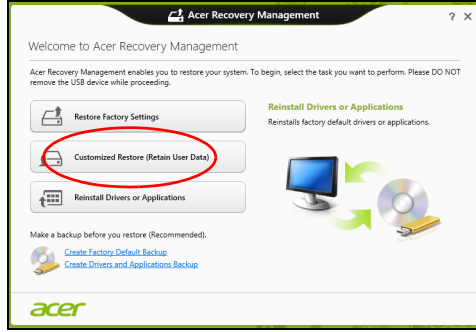 Acer Recovery Management
? ×
Welcome to Acer Recovery Management
Acer Recovery Management enables you to restore your system. To begin, select the task you want to perform. Please DO NOT
remove the USB device while proceeding.
Restore Factory Settings
Customized Restore (Retain User Data)
Reinstall Drivers or Applications
Reinstall Drivers or Applications
Reinstalls factory default drivers or applications.
Make a backup before you restore (Recommended).
Create Factory Default Backup
Create Drivers and Applications Backup
acer